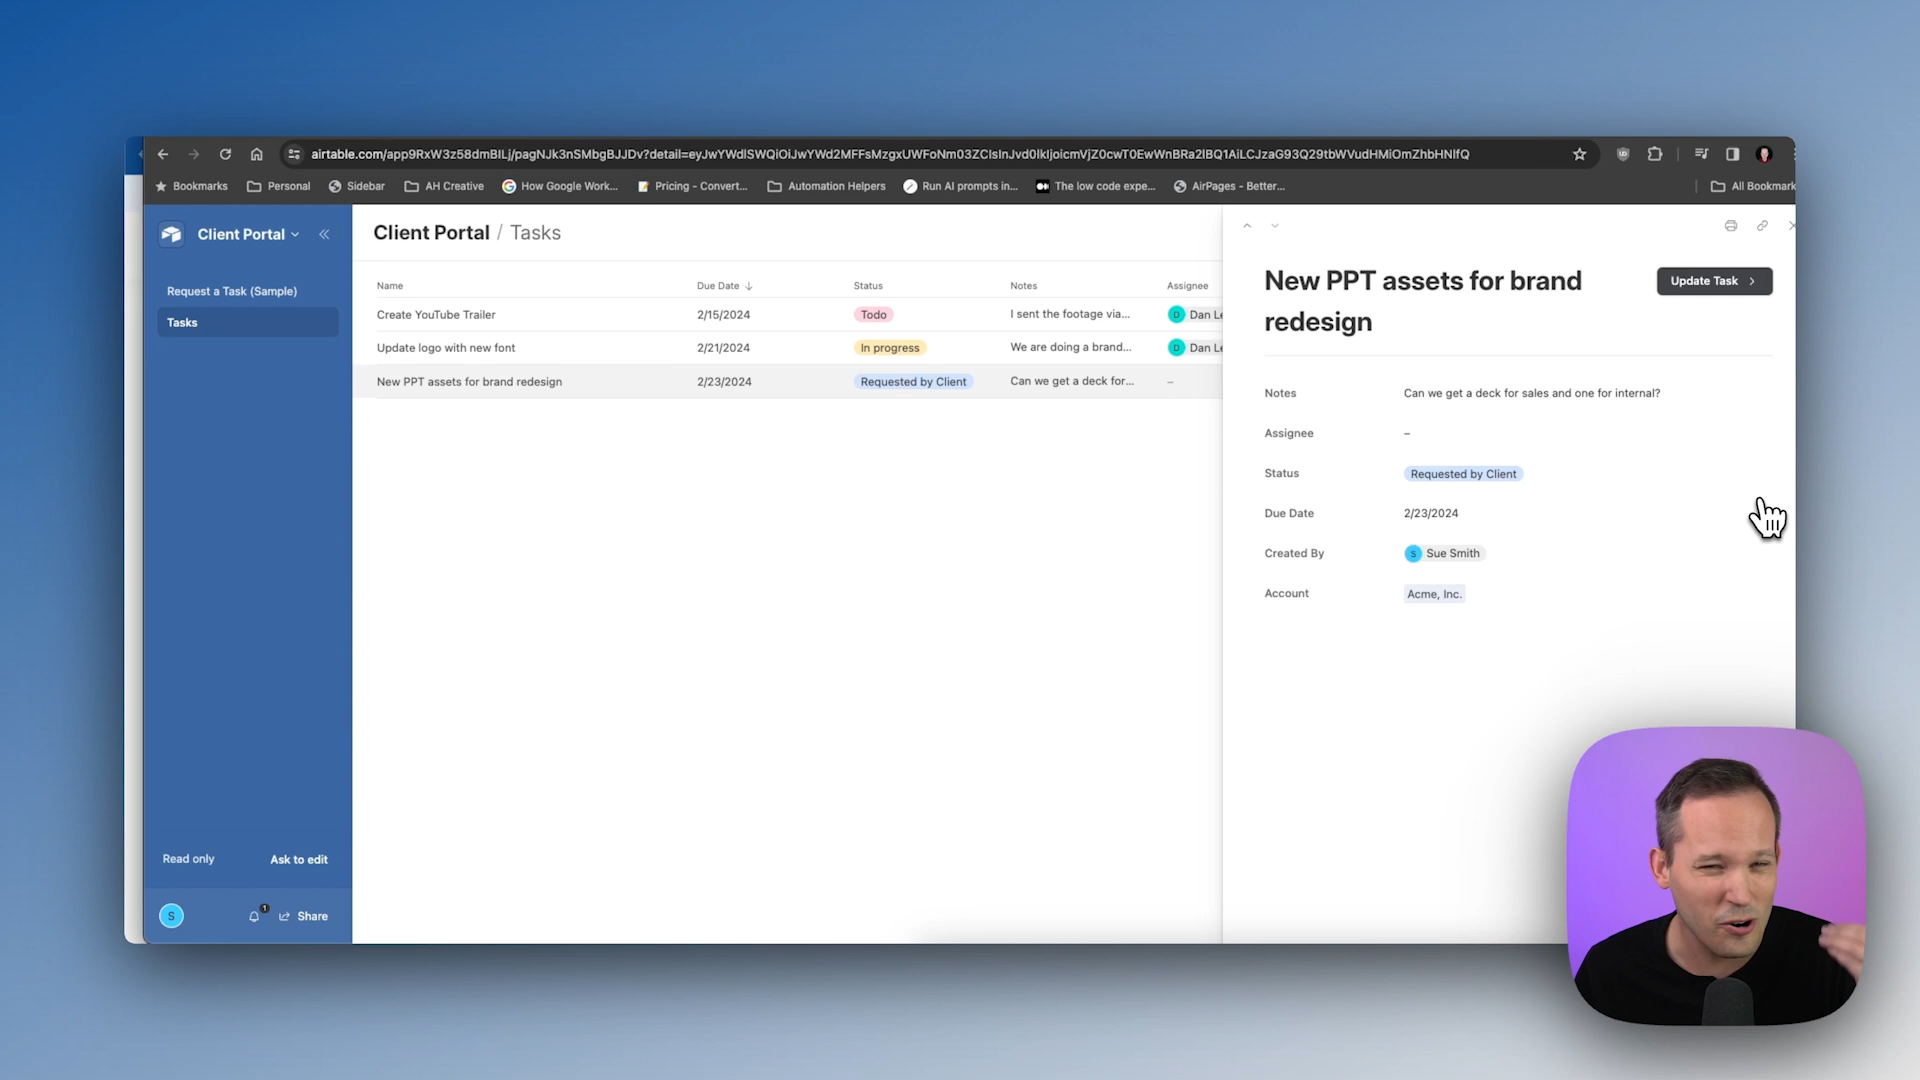 airtable.com/app9RxW3z58dmBILj/pagNJk3nSMbgBJJDv?detail=eyJwYWdlSWQiOiJwYWd2MFFsMzgxUWFoNm03ZClsInJvd0lkIjoicmVjZ0cwT0EwWnBRa2lBQ1AiLCJzaG93Q29tbWVudHMiOmZhbHNlfQ
Bookmarks Personal Sidebar AH Creative How Google Work... Pricing - Convert... Automation Helpers Run AI prompts in... The low code expe... AirPages - Better... All Bookmark
Client Portal
Request a Task (Sample)
Tasks
Read only Ask to edit
S 1 Share
Client Portal / Tasks
Name Due Date Status Notes Assignee
Create YouTube Trailer 2/15/2024 Todo I sent the footage via... D Dan Le
Update logo with new font 2/21/2024 In progress We are doing a brand... D Dan Le
New PPT assets for brand redesign 2/23/2024 Requested by Client Can we get a deck for... –
New PPT assets for brand
redesign
Update Task
Notes Can we get a deck for sales and one for internal?
Assignee –
Status Requested by Client
Due Date 2/23/2024
Created By S Sue Smith
Account Acme, Inc.